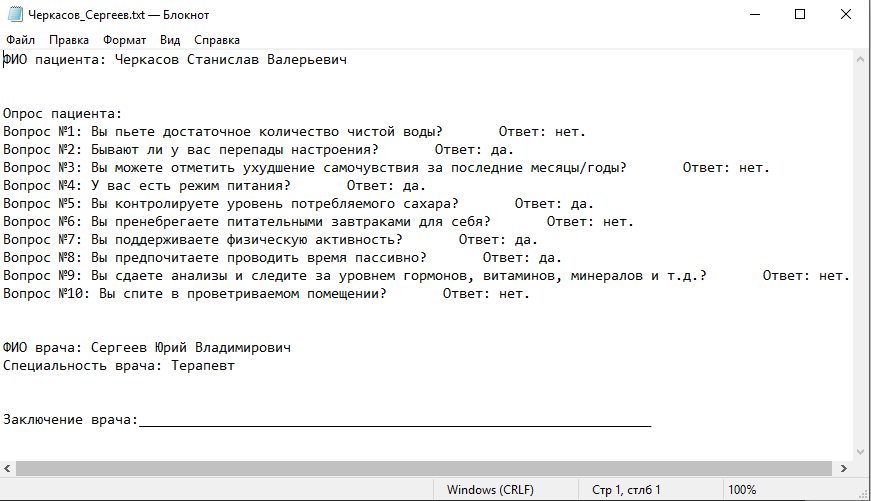 Черкасов_Сергеев.txt — Блокнот
Файл Правка Формат Вид Справка
ФИО пациента: Черкасов Станислав Валерьевич
Опрос пациента:
Вопрос №1: Вы пьете достаточное количество чистой воды? Ответ: нет.
Вопрос №2: Бывают ли у вас перепады настроения? Ответ: да.
Вопрос №3: Вы можете отметить ухудшение самочувствия за последние месяцы/годы? Ответ: нет.
Вопрос №4: У вас есть режим питания? Ответ: да.
Вопрос №5: Вы контролируете уровень потребляемого сахара? Ответ: да.
Вопрос №6: Вы пренебрегаете питательными завтраками для себя? Ответ: нет.
Вопрос №7: Вы поддерживаете физическую активность? Ответ: да.
Вопрос №8: Вы предпочитаете проводить время пассивно? Ответ: да.
Вопрос №9: Вы сдаете анализы и следите за уровнем гормонов, витаминов, минералов и т.д.? Ответ: нет.
Вопрос №10: Вы спите в проветриваемом помещении? Ответ: нет.
ФИО врача: Сергеев Юрий Владимирович
Специальность врача: Терапевт
Заключение врача:________________________________________________________________
Windows (CRLF) Стр 1, стлб 1 100%